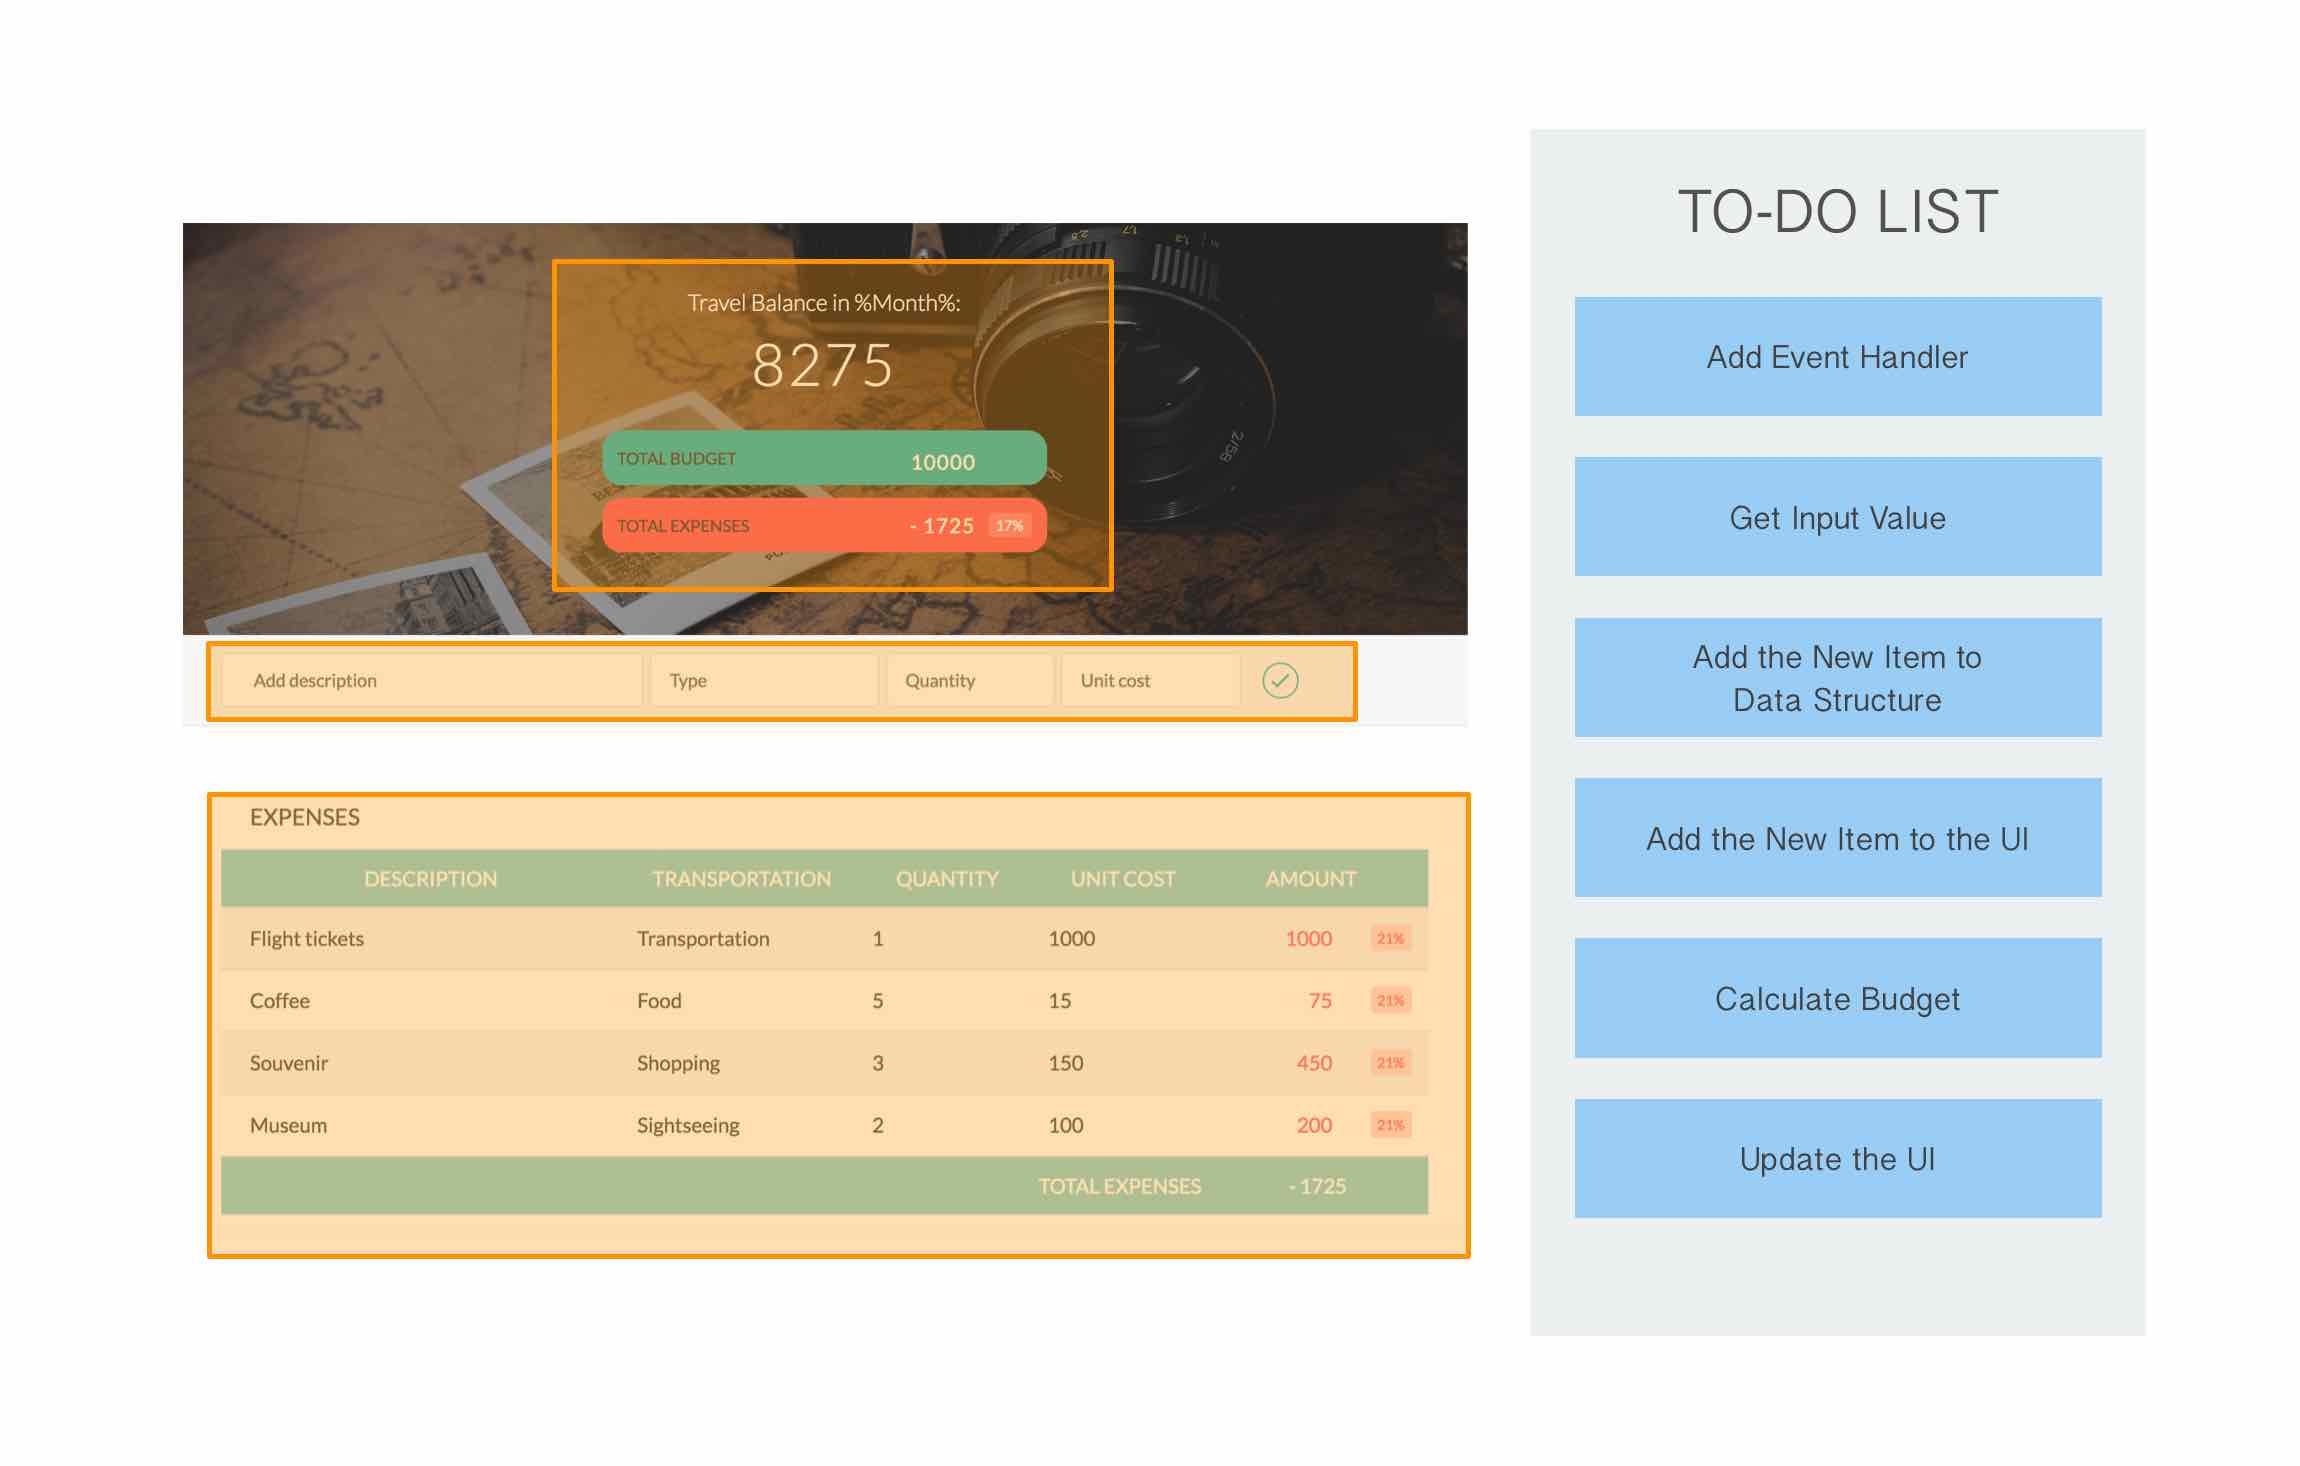 TO-DO LIST
Travel Balance in %Month%:
8275
TOTAL BUDGET 10000
TOTAL EXPENSES - 1725 17%
Add description Type Quantity Unit cost
EXPENSES
DESCRIPTION TRANSPORTATION QUANTITY UNIT COST AMOUNT
Flight tickets Transportation 1 1000 1000 21%
Coffee Food 5 15 75 21%
Souvenir Shopping 3 150 450 21%
Museum Sightseeing 2 100 200 21%
TOTAL EXPENSES - 1725
Add Event Handler
Get Input Value
Add the New Item to
Data Structure
Add the New Item to the UI
Calculate Budget
Update the UI
2/58